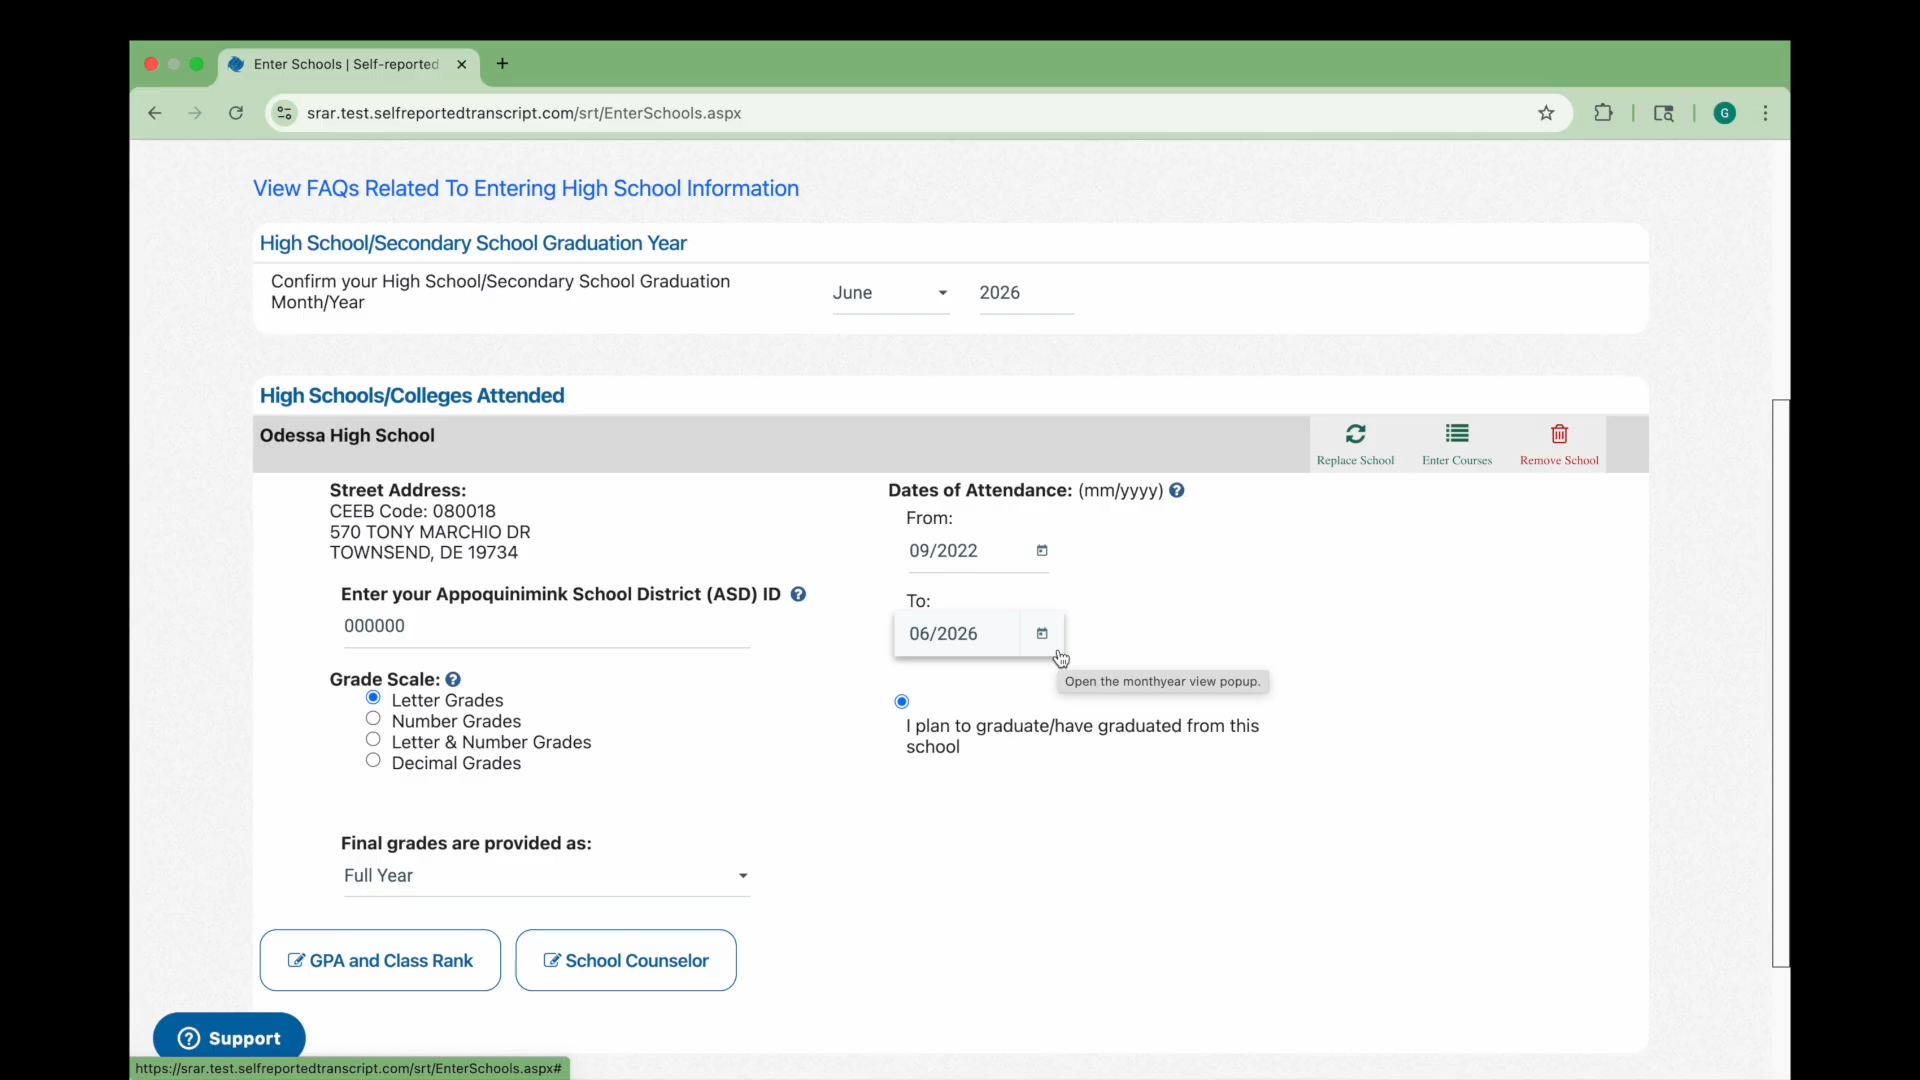 Enter Schools | Self-reported
srar.test.selfreportedtranscript.com/srt/EnterSchools.aspx
G
View FAQs Related To Entering High School Information
High School/Secondary School Graduation Year
Confirm your High School/Secondary School Graduation
Month/Year
June
2026
High Schools/Colleges Attended
Odessa High School
Replace School
Enter Courses
Remove School
Street Address:
CEEB Code: 080018
570 TONY MARCHIO DR
TOWNSEND, DE 19734
Enter your Appoquinimink School District (ASD) ID
000000
Grade Scale:
Letter Grades
Number Grades
Letter & Number Grades
Decimal Grades
Final grades are provided as:
Full Year
Dates of Attendance: (mm/yyyy)
From:
09/2022
To:
06/2026
Open the monthyear view popup.
I plan to graduate/have graduated from this
school
GPA and Class Rank
School Counselor
Support
https://srar.test.selfreportedtranscript.com/srt/EnterSchools.aspx#